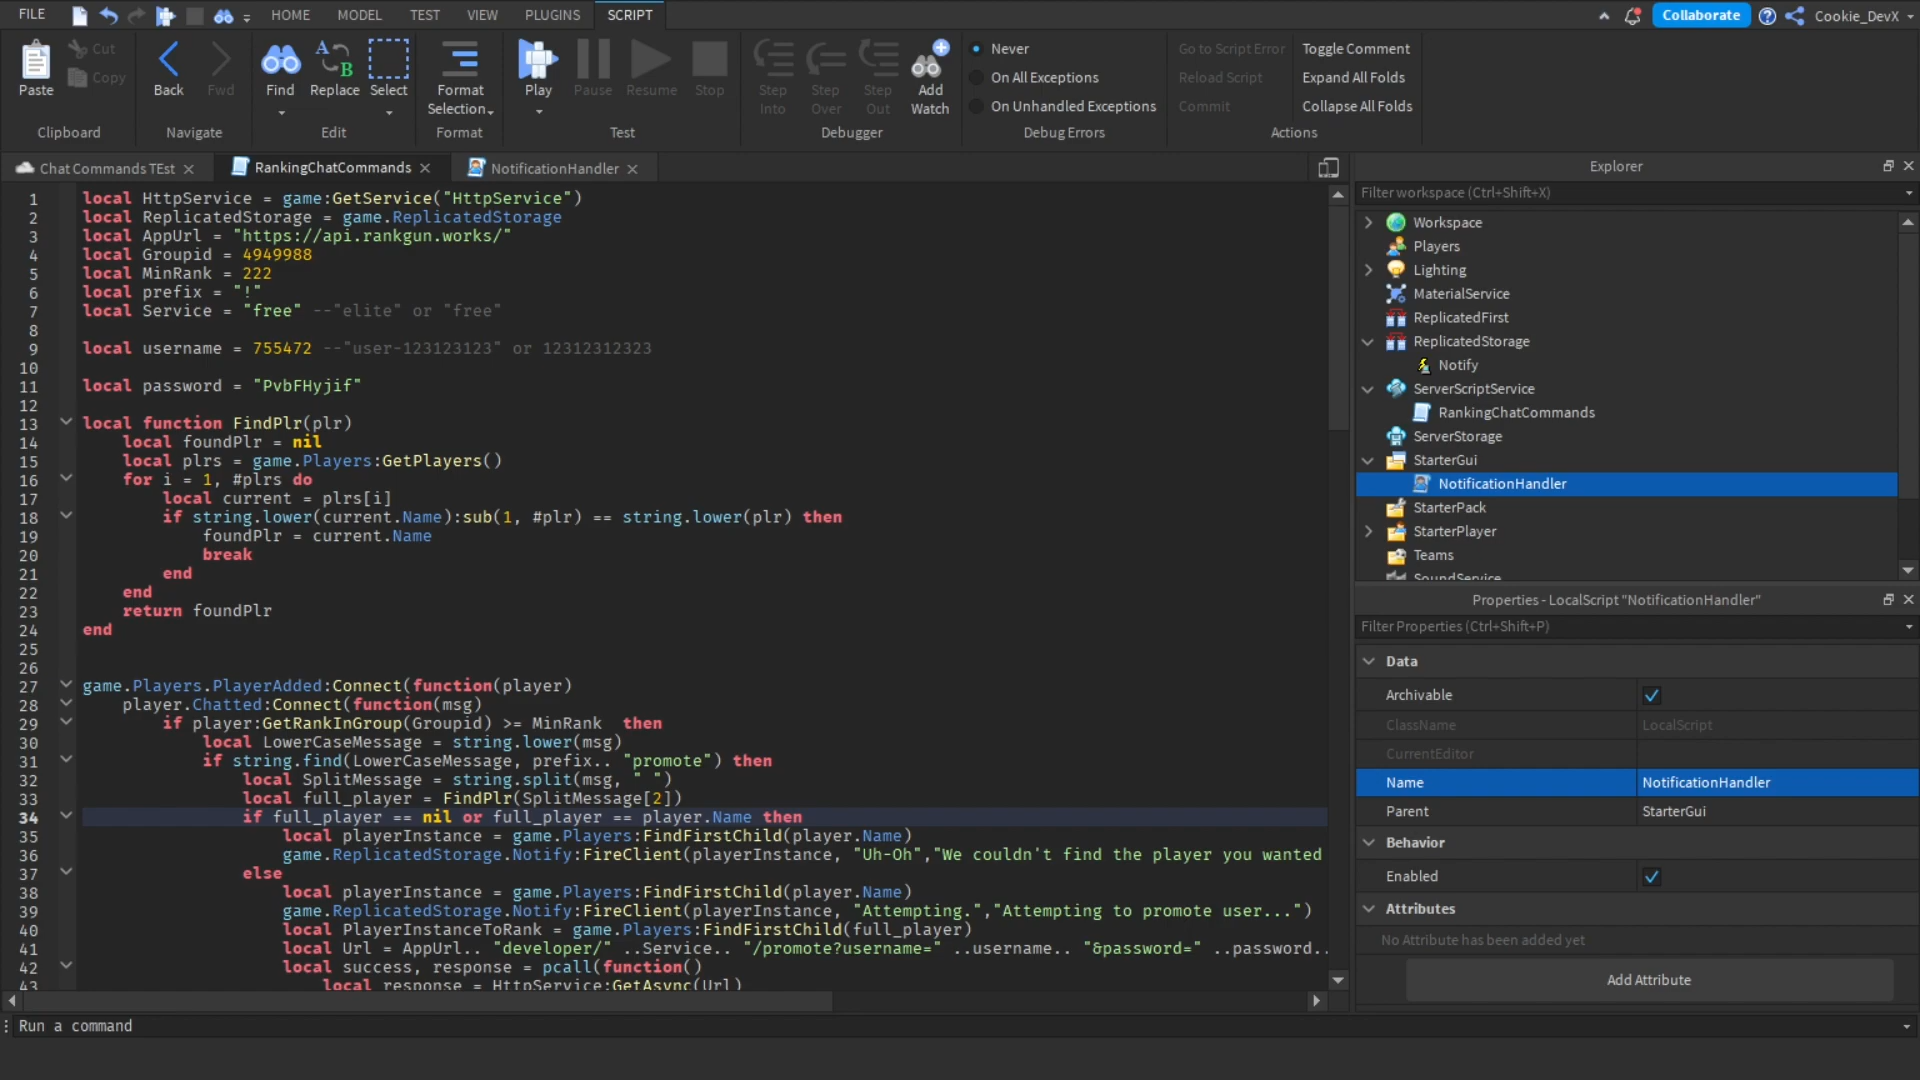 FILE HOME MODEL TEST VIEW PLUGINS SCRIPT Collaborate Cookie_DevX
Paste Cut Copy Back Fwd Find Replace Select Format Selection Play Pause Resume Stop Step Into Step Over Step Out Add Watch
Never
On All Exceptions
On Unhandled Exceptions
Go to Script Error
Reload Script
Commit
Toggle Comment
Expand All Folds
Collapse All Folds
Clipboard Navigate Edit Format Test Debugger Debug Errors Actions
Chat Commands TEst RankingChatCommands NotificationHandler
1 local HttpService = game:GetService("HttpService")
2 local ReplicatedStorage = game.ReplicatedStorage
3 local AppUrl = "https://api.rankgun.works/"
4 local Groupid = 4949988
5 local MinRank = 222
6 local prefix = "!"
7 local Service = "free" --"elite" or "free"
8
9 local username = 755472 --"user-123123123" or 12312312323
10
11 local password = "PvbFHyjif"
12
13 local function FindPlr(plr)
14 local foundPlr = nil
15 local plrs = game.Players:GetPlayers()
16 for i = 1, #plrs do
17 local current = plrs[i]
18 if string.lower(current.Name):sub(1, #plr) == string.lower(plr) then
19 foundPlr = current.Name
20 break
21 end
22 end
23 return foundPlr
24 end
25
26
27 game.Players.PlayerAdded:Connect(function(player)
28 player.Chatted:Connect(function(msg)
29 if player:GetRankInGroup(Groupid) >= MinRank  then
30 local LowerCaseMessage = string.lower(msg)
31 if string.find(LowerCaseMessage, prefix.. "promote") then
32 local SplitMessage = string.split(msg, " ")
33 local full_player = FindPlr(SplitMessage[2])
34 if full_player == nil or full_player == player.Name then
35 local playerInstance = game.Players:FindFirstChild(player.Name)
36 game.ReplicatedStorage.Notify:FireClient(playerInstance, "Uh-Oh","We couldn't find the player you wanted
37 else
38 local playerInstance = game.Players:FindFirstChild(player.Name)
39 game.ReplicatedStorage.Notify:FireClient(playerInstance, "Attempting.","Attempting to promote user...")
40 local PlayerInstanceToRank = game.Players:FindFirstChild(full_player)
41 local Url = AppUrl.. "developer/" ..Service.. "/promote?username=" ..username.. "&password=" ..password..
42 local success, response = pcall(function()
43 local response = HttpService:GetAsync(Url)
Run a command
Explorer
Filter workspace (Ctrl+Shift+X)
Workspace
Players
Lighting
MaterialService
ReplicatedFirst
ReplicatedStorage
Notify
ServerScriptService
RankingChatCommands
ServerStorage
StarterGui
NotificationHandler
StarterPack
StarterPlayer
Teams
SoundService
Properties - LocalScript "NotificationHandler"
Filter Properties (Ctrl+Shift+P)
Data
Archivable
ClassName LocalScript
CurrentEditor
Name NotificationHandler
Parent StarterGui
Behavior
Enabled
Attributes
No Attribute has been added yet
Add Attribute